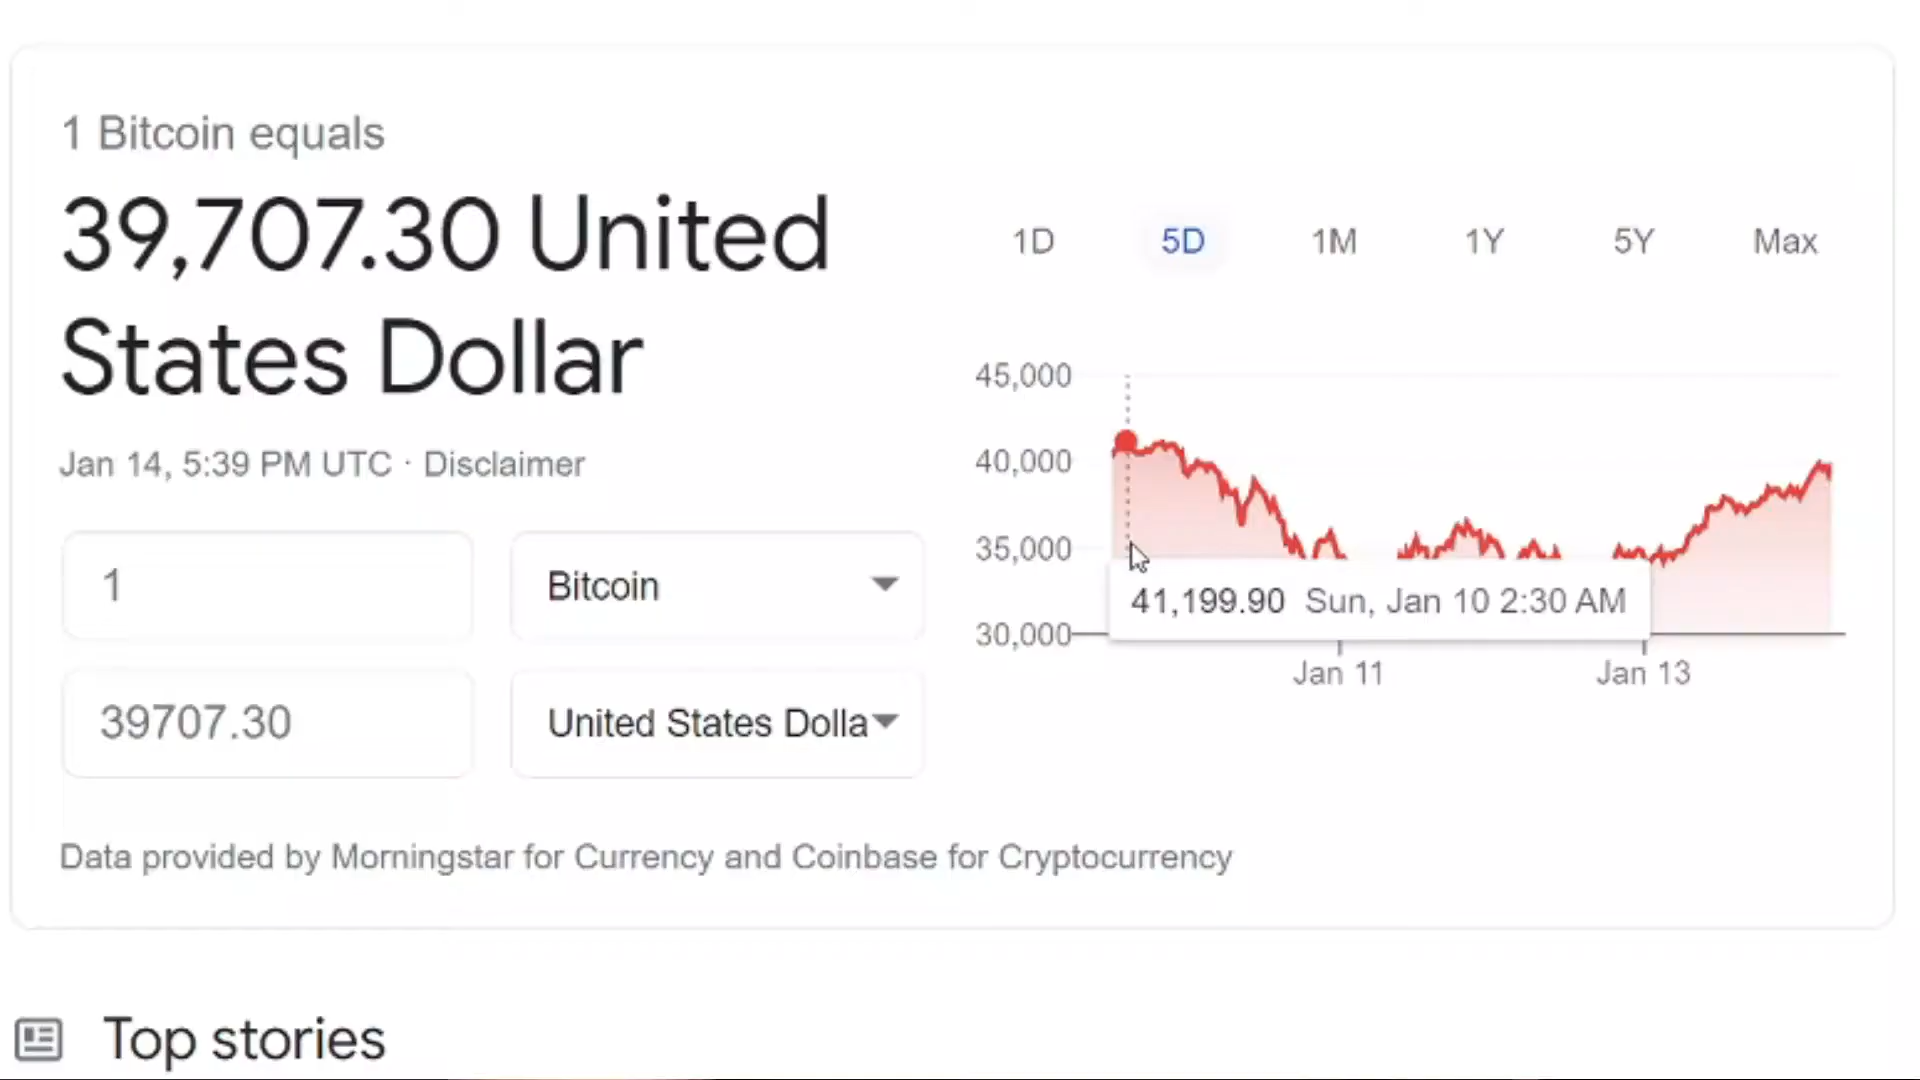 1 Bitcoin equals
39,707.30 United
States Dollar
Jan 14, 5:39 PM UTC · Disclaimer
1
Bitcoin
39707.30
United States Dolla
1D 5D 1M 1Y 5Y Max
45,000
40,000
35,000
30,000
41,199.90 Sun, Jan 10 2:30 AM
Jan 11 Jan 13
Data provided by Morningstar for Currency and Coinbase for Cryptocurrency
Top stories